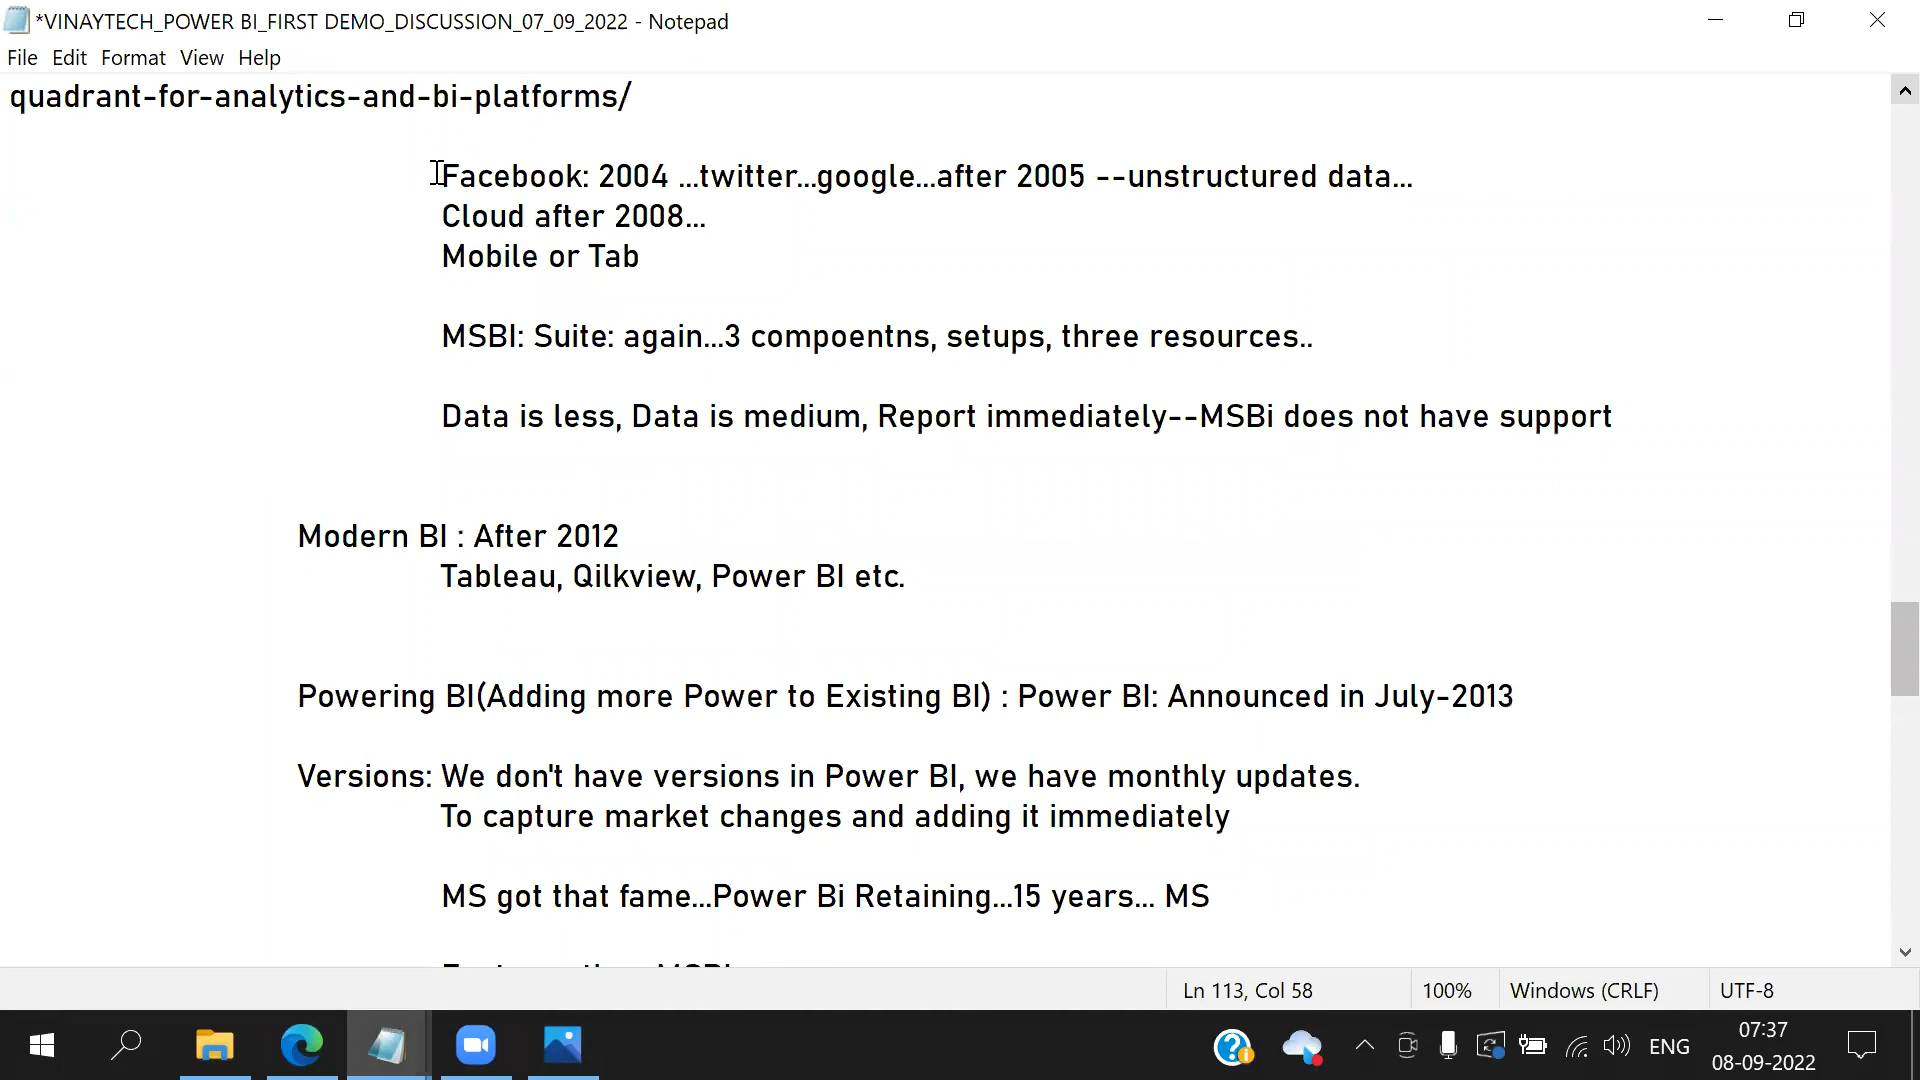 *VINAYTECH_POWER BI_FIRST DEMO_DISCUSSION_07_09_2022 - Notepad
File Edit Format View Help
quadrant-for-analytics-and-bi-platforms/
Facebook: 2004 ...twitter...google...after 2005 --unstructured data...
Cloud after 2008...
Mobile or Tab
MSBI: Suite: again...3 compoentns, setups, three resources..
Data is less, Data is medium, Report immediately--MSBi does not have support
Modern BI : After 2012
Tableau, Qilkview, Power BI etc.
Powering BI(Adding more Power to Existing BI) : Power BI: Announced in July-2013
Versions: We don't have versions in Power BI, we have monthly updates.
To capture market changes and adding it immediately
MS got that fame...Power Bi Retaining...15 years... MS
Ln 113, Col 58 100% Windows (CRLF) UTF-8
ENG
07:37
08-09-2022